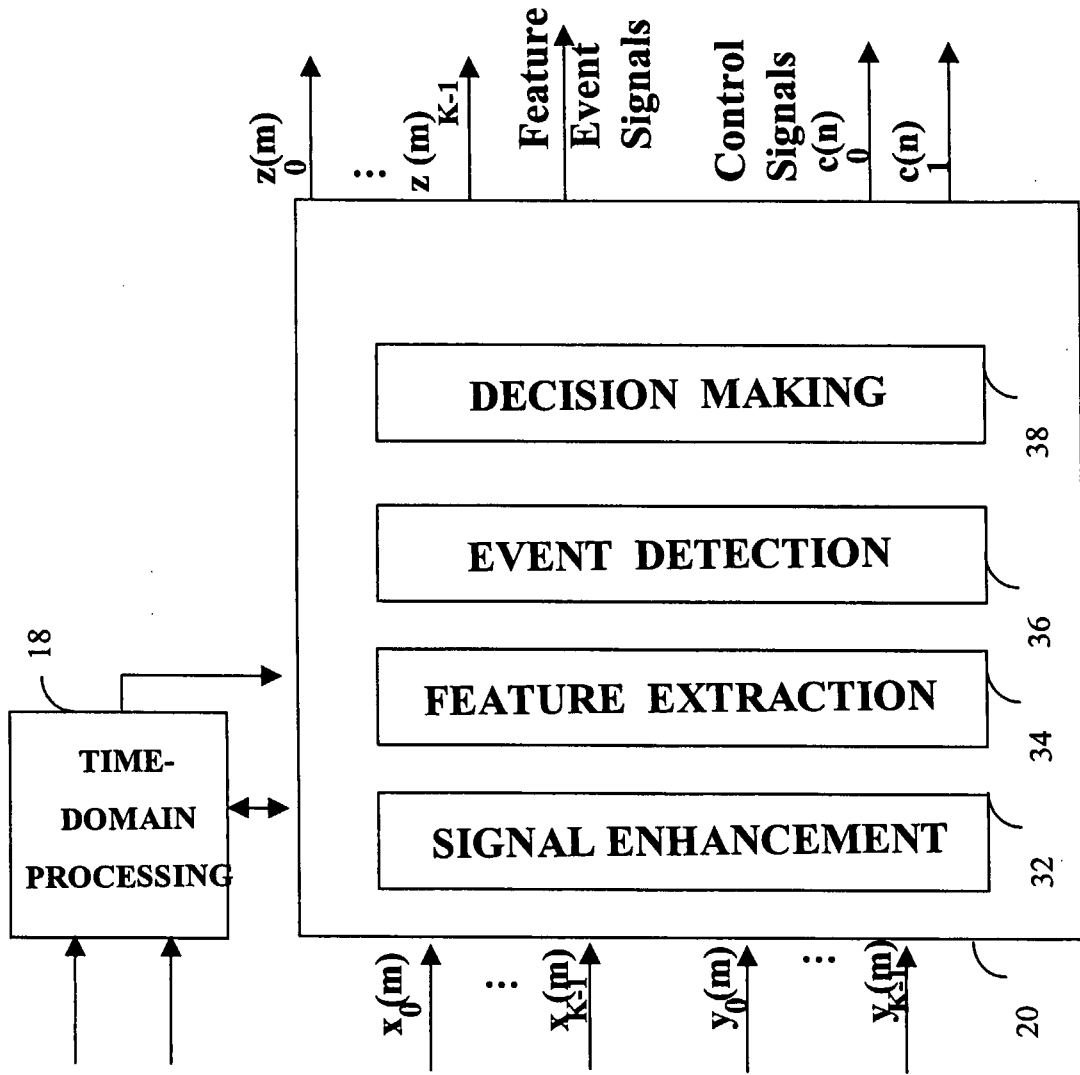 18
TIME-
DOMAIN
PROCESSING
x0(m)
...
xK-1(m)
y0(m)
...
yK-1(m)
20
SIGNAL ENHANCEMENT
32
FEATURE EXTRACTION
34
EVENT DETECTION
36
DECISION MAKING
38
z(m)0
...
z (m)K-1
Feature
Event
Signals
Control
Signals
c(n)0
c(n)1